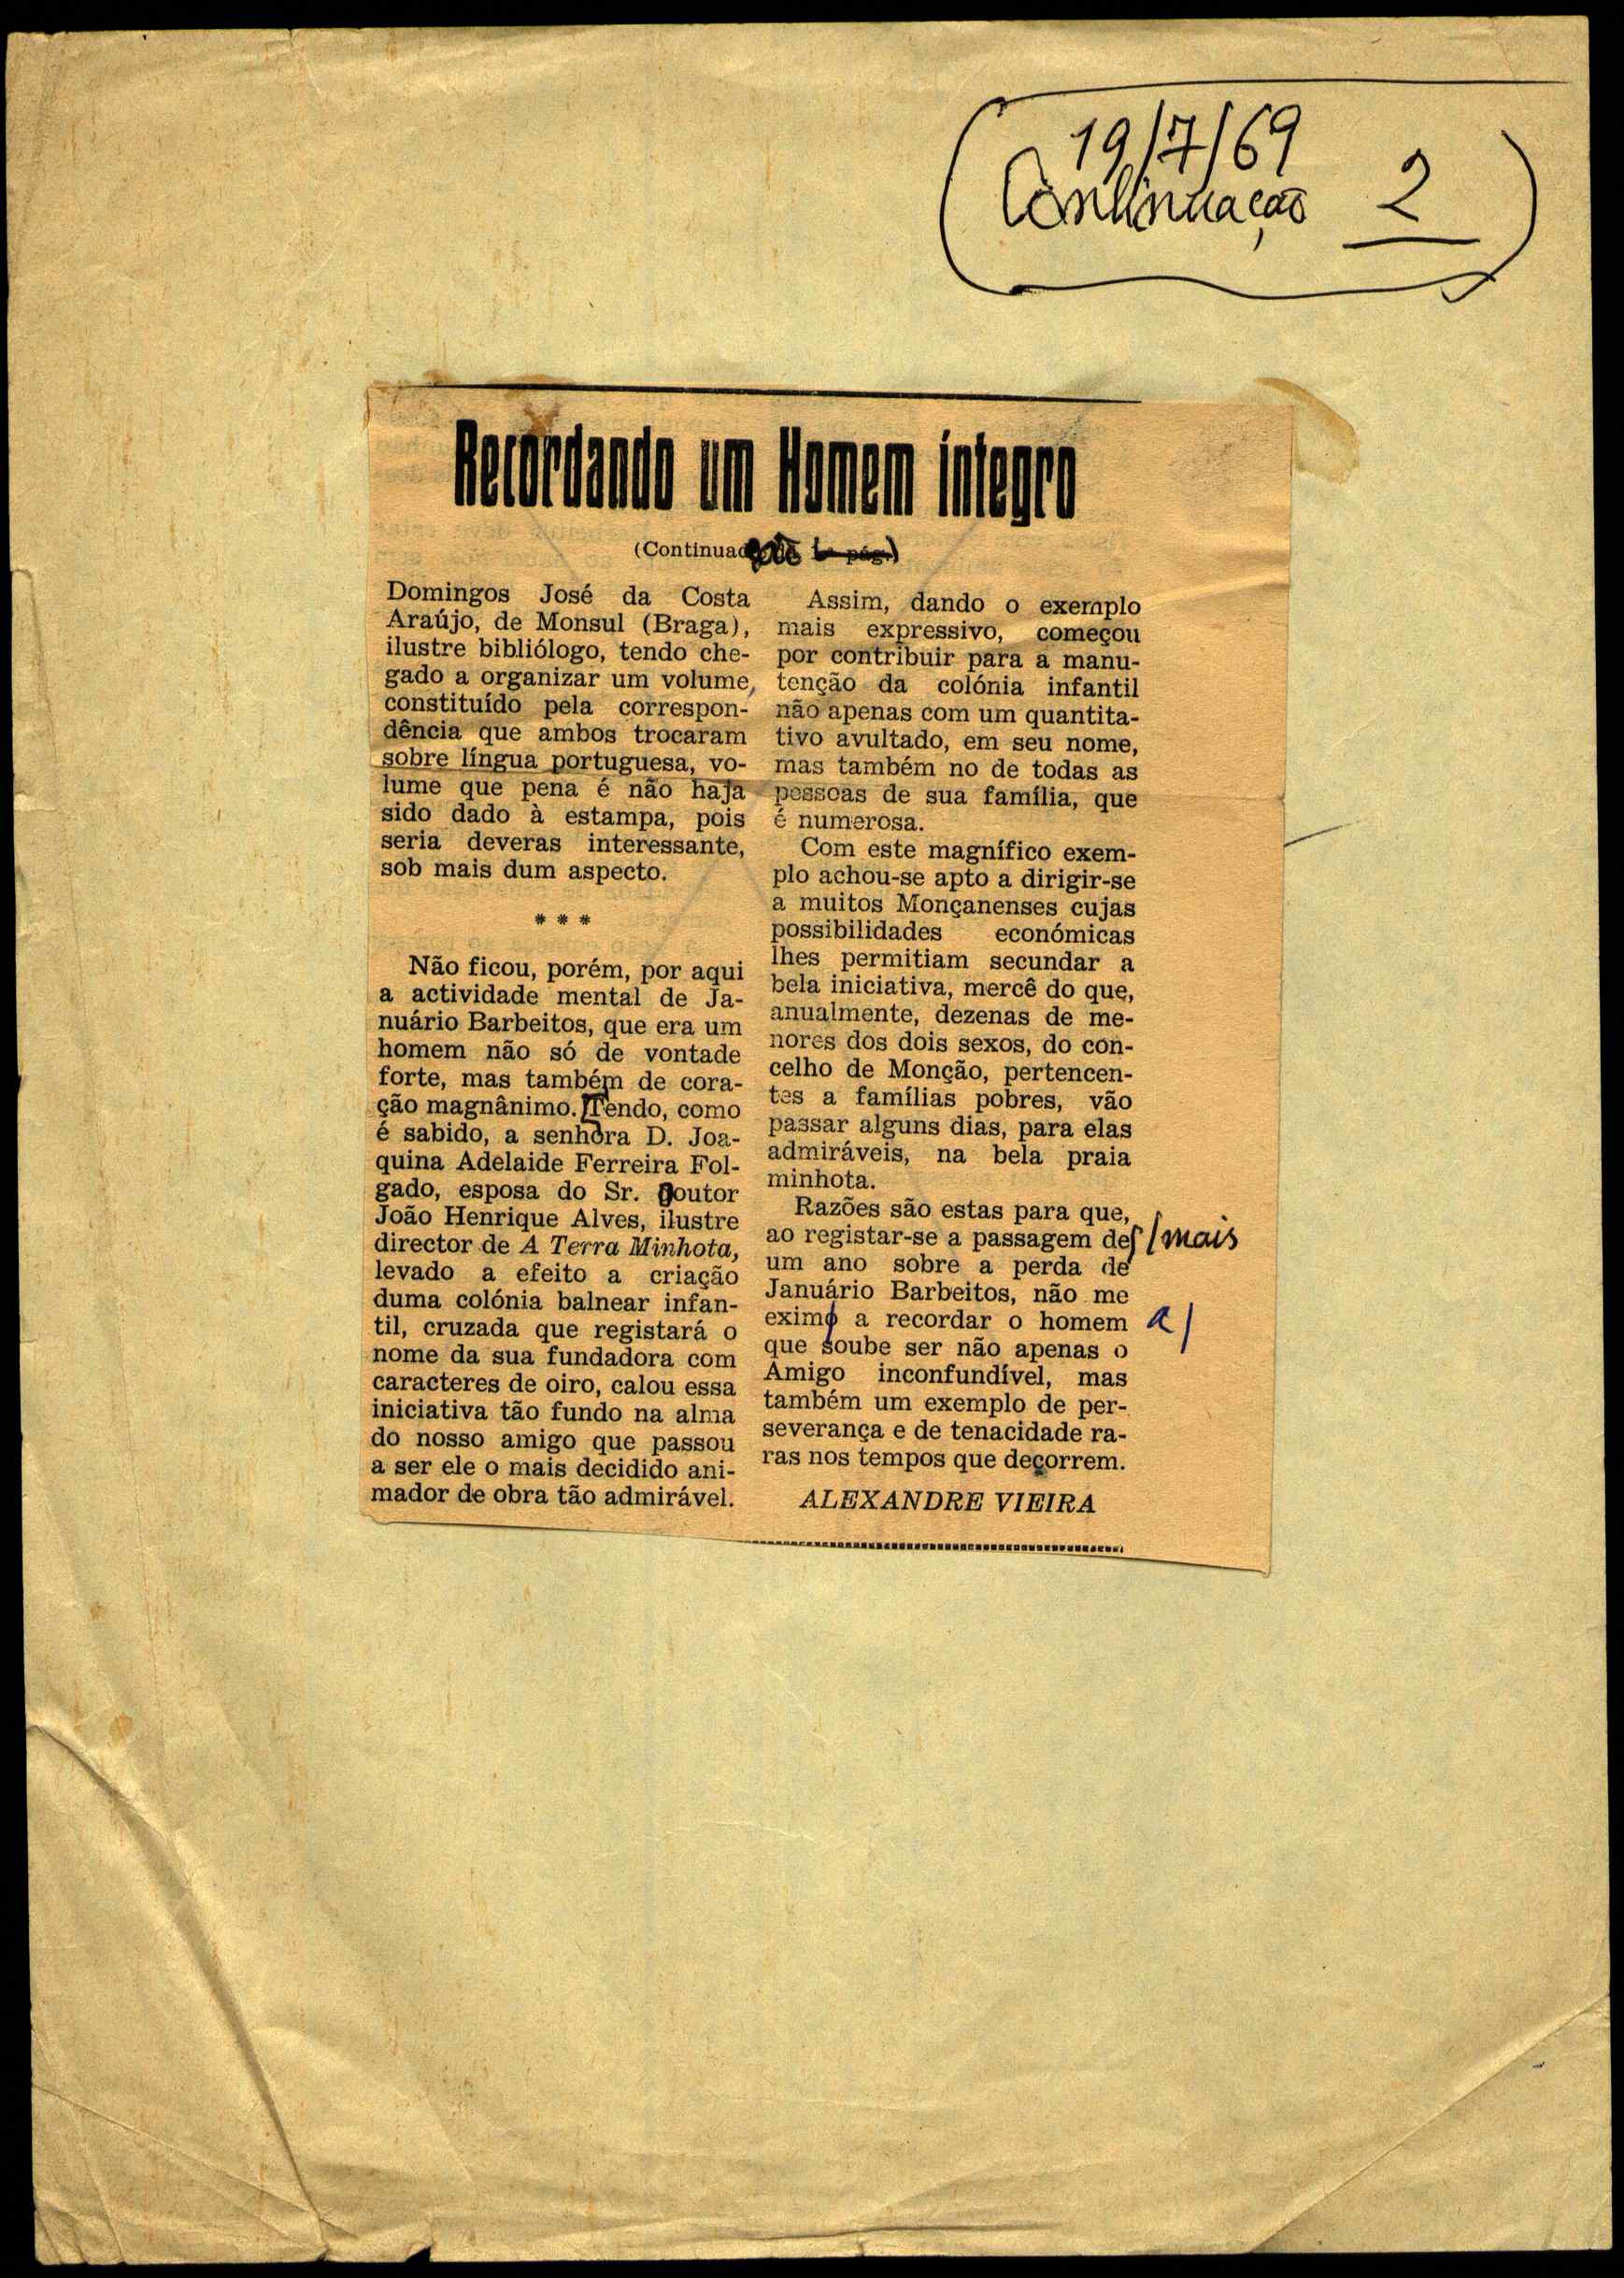 19/7/69
Continuação 2
Recordando um Homem íntegro
(Continuação
Domingos José da Costa
Araújo, de Monsul (Braga),
ilustre bibliólogo, tendo che-
gado a organizar um volume,
constituído pela correspon-
dência que ambos trocaram
sobre língua portuguesa, vo-
lume que pena é não haja
sido dado à estampa, pois
seria deveras interessante,
sob mais dum aspecto.
* * *
Não ficou, porém, por aqui
a actividade mental de Ja-
nuário Barbeitos, que era um
homem não só de vontade
forte, mas também de cora-
ção magnânimo. Tendo, como
é sabido, a senhora D. Joa-
quina Adelaide Ferreira Fol-
gado, esposa do Sr. Doutor
João Henrique Alves, ilustre
director de A Terra Minhota,
levado a efeito a criação
duma colónia balnear infan-
til, cruzada que registará o
nome da sua fundadora com
caracteres de oiro, calou essa
iniciativa tão fundo na alma
do nosso amigo que passou
a ser ele o mais decidido ani-
mador de obra tão admirável.
Assim, dando o exemplo
mais expressivo, começou
por contribuir para a manu-
tenção da colónia infantil
não apenas com um quantita-
tivo avultado, em seu nome,
mas também no de todas as
pessoas de sua família, que
é numerosa.
Com este magnífico exem-
plo achou-se apto a dirigir-se
a muitos Monçanenses cujas
possibilidades económicas
lhes permitiam secundar a
bela iniciativa, mercê do que,
anualmente, dezenas de me-
nores dos dois sexos, do con-
celho de Monção, pertencen-
tes a famílias pobres, vão
passar alguns dias, para elas
admiráveis, na bela praia
minhota.
Razões são estas para que,
ao registar-se a passagem de mais
um ano sobre a perda de
Januário Barbeitos, não me
eximo a recordar o homem a
que soube ser não apenas o
Amigo inconfundível, mas
também um exemplo de per-
severança e de tenacidade ra-
ras nos tempos que decorrem.
ALEXANDRE VIEIRA